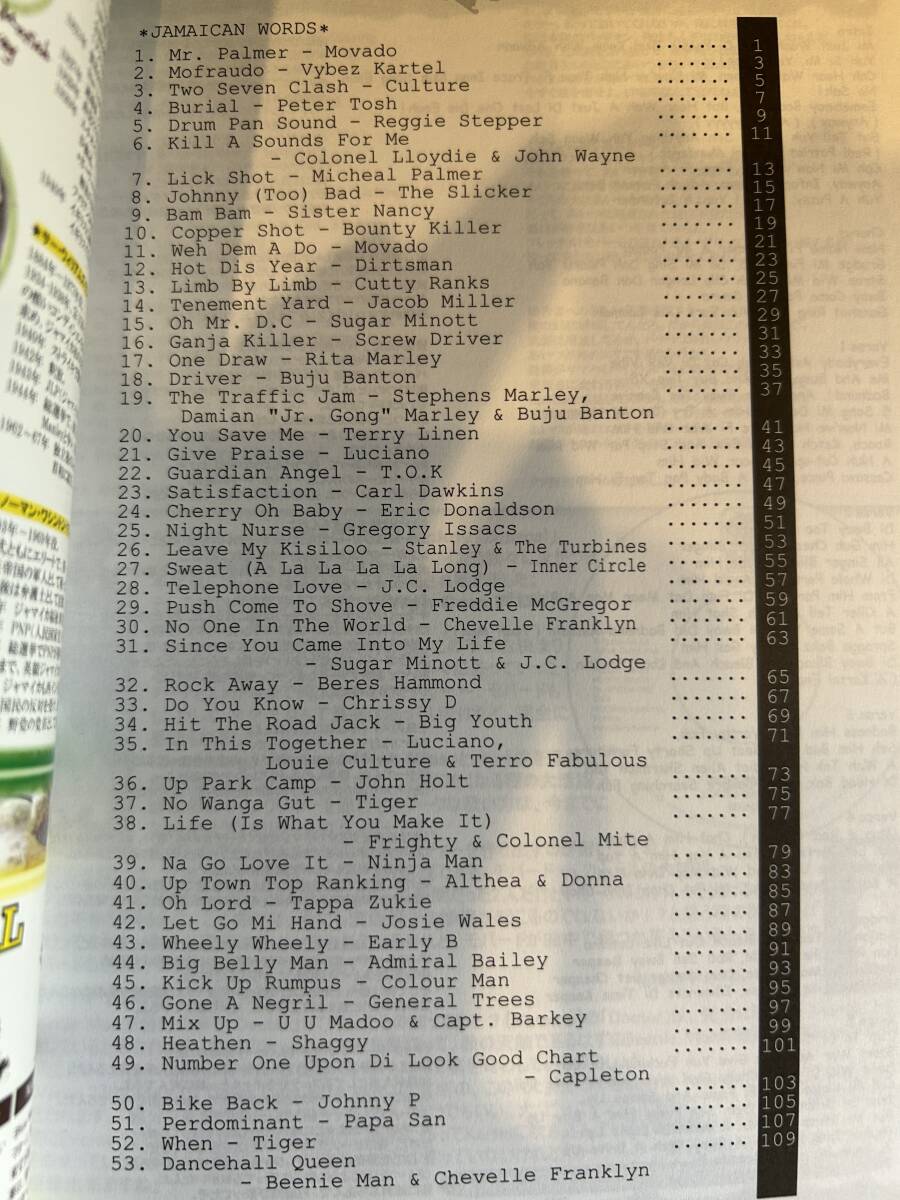 *JAMAICAN WORDS*
1. Mr. Palmer - Movado ······· 1
2. Mofraudo - Vybez Kartel ······· 3
3. Two Seven Clash - Culture ······· 5
4. Burial - Peter Tosh ······· 7
5. Drum Pan Sound - Reggie Stepper ······· 9
6. Kill A Sounds For Me ······· 11
- Colonel Lloydie & John Wayne
7. Lick Shot - Micheal Palmer ······· 13
8. Johnny (Too) Bad - The Slicker ······· 15
9. Bam Bam - Sister Nancy ······· 17
10. Copper Shot - Bounty Killer ······· 19
11. Weh Dem A Do - Movado ······· 21
12. Hot Dis Year - Dirtsman ······· 23
13. Limb By Limb - Cutty Ranks ······· 25
14. Tenement Yard - Jacob Miller ······· 27
15. Oh Mr. D.C - Sugar Minott ······· 29
16. Ganja Killer - Screw Driver ······· 31
17. One Draw - Rita Marley ······· 33
18. Driver - Buju Banton ······· 35
19. The Traffic Jam - Stephens Marley, ······· 37
Damian "Jr. Gong" Marley & Buju Banton
20. You Save Me - Terry Linen ······· 41
21. Give Praise - Luciano ······· 43
22. Guardian Angel - T.O.K ······· 45
23. Satisfaction - Carl Dawkins ······· 47
24. Cherry Oh Baby - Eric Donaldson ······· 49
25. Night Nurse - Gregory Issacs ······· 51
26. Leave My Kisiloo - Stanley & The Turbines ······· 53
27. Sweat (A La La La La Long) - Inner Circle ······· 55
28. Telephone Love - J.C. Lodge ······· 57
29. Push Come To Shove - Freddie McGregor ······· 59
30. No One In The World - Chevelle Franklyn ······· 61
31. Since You Came Into My Life ······· 63
- Sugar Minott & J.C. Lodge
32. Rock Away - Beres Hammond ······· 65
33. Do You Know - Chrissy D ······· 67
34. Hit The Road Jack - Big Youth ······· 69
35. In This Together - Luciano, ······· 71
Louie Culture & Terro Fabulous
36. Up Park Camp - John Holt ······· 73
37. No Wanga Gut - Tiger ······· 75
38. Life (Is What You Make It) ······· 77
- Frighty & Colonel Mite
39. Na Go Love It - Ninja Man ······· 79
40. Up Town Top Ranking - Althea & Donna ······· 83
41. Oh Lord - Tappa Zukie ······· 85
42. Let Go Mi Hand - Josie Wales ······· 87
43. Wheely Wheely - Early B ······· 89
44. Big Belly Man - Admiral Bailey ······· 91
45. Kick Up Rumpus - Colour Man ······· 93
46. Gone A Negril - General Trees ······· 95
47. Mix Up - U U Madoo & Capt. Barkey ······· 97
48. Heathen - Shaggy ······· 99
49. Number One Upon Di Look Good Chart ······· 101
- Capleton
50. Bike Back - Johnny P ······· 103
51. Perdominant - Papa San ······· 105
52. When - Tiger ······· 107
53. Dancehall Queen ······· 109
- Beenie Man & Chevelle Franklyn